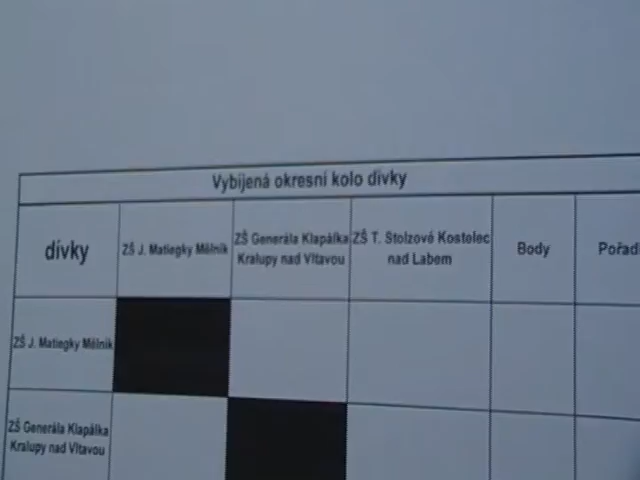 Vybíjená okresní kolo dívky
dívky
ZŠ J. Matiegky Mělník
ZŠ Generála Klapálka
Kralupy nad Vltavou
ZŠ T. Stolzové Kostelec
nad Labem
Body
Pořad
ZŠ J. Matiegky Mělník
ZŠ Generála Klapálka
Kralupy nad Vltavou